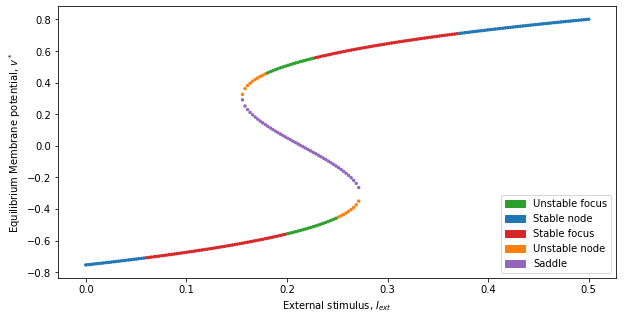 0.8
0.6
0.4
0.2
0.0
−0.2
−0.4
−0.6
−0.8
Equilibrium Membrane potential, v*
0.0 0.1 0.2 0.3 0.4 0.5
External stimulus, I_ext
Unstable focus
Stable node
Stable focus
Unstable node
Saddle